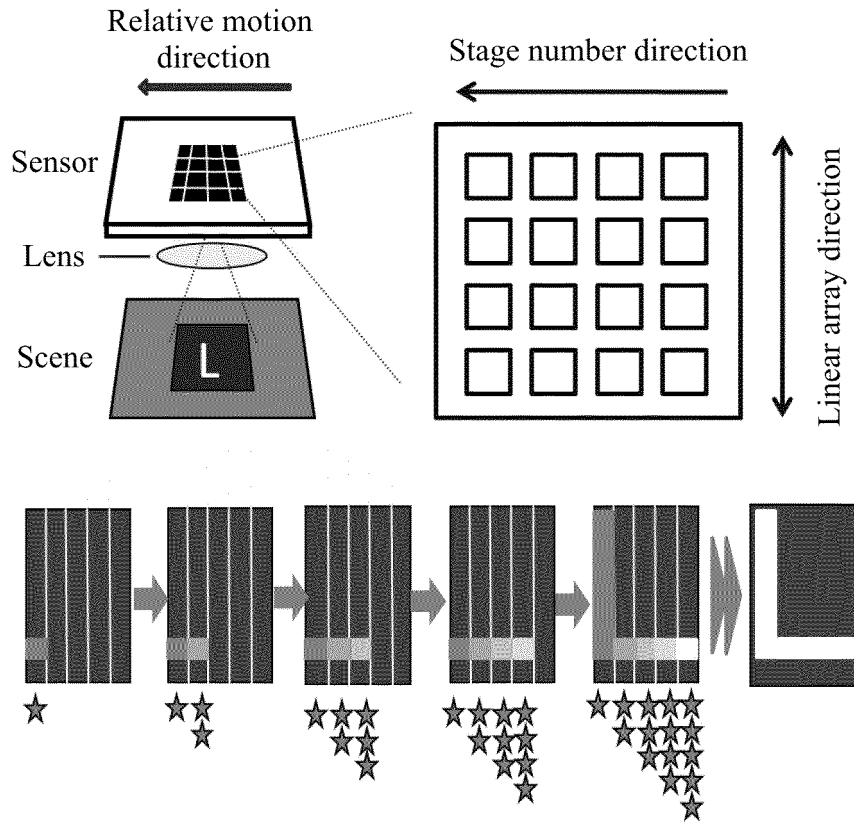 Relative motion
direction
Stage number direction
Sensor
Lens
Scene
L
Linear array direction